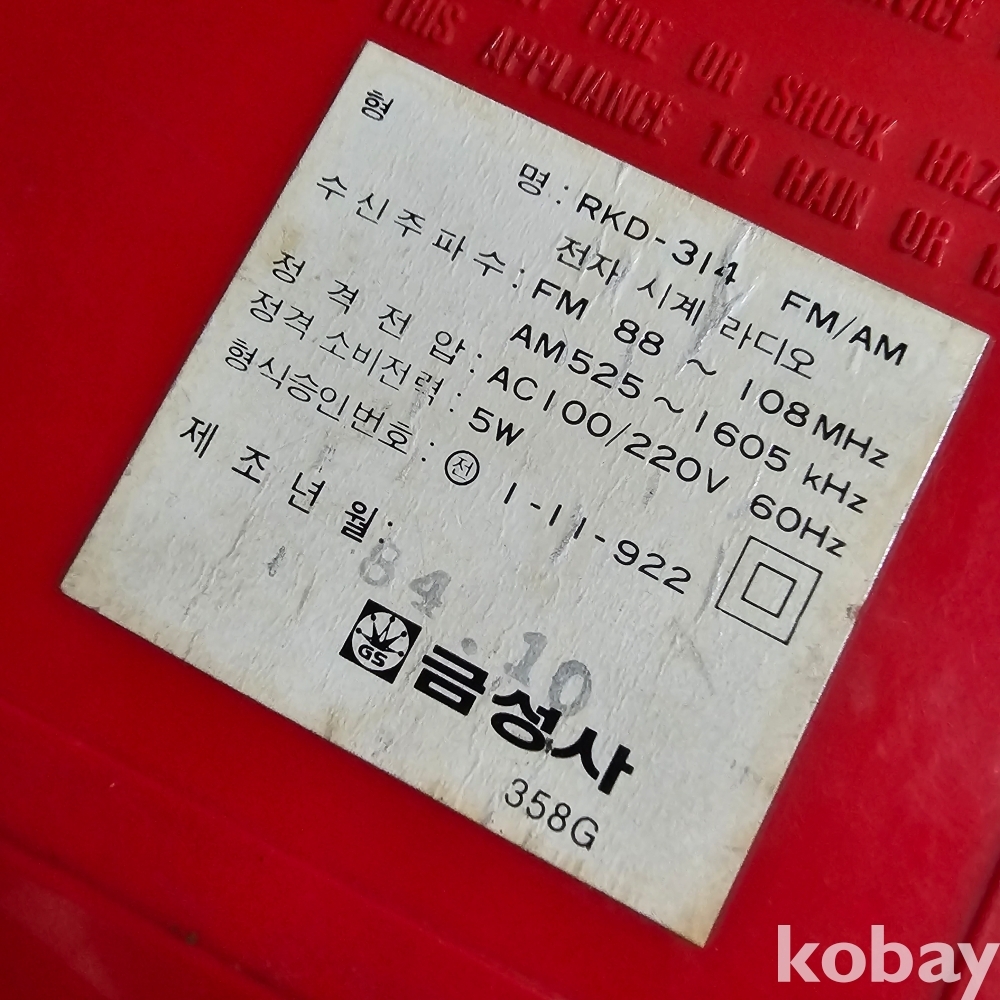 FIRE OR SHOCK HAZA
THIS APPLIANCE TO RAIN OR
형 명 : RKD-314 FM/AM
전자 시계 라디오
수신주파수 : FM 88 ~ 108MHz
AM525 ~ 1605 kHz
정격전압 : AC100/220V 60Hz
정격소비전력 : 5W
형식승인번호 : 전 1-11-922
제조년월 :
84.10
GS 금성사
358G
kobay